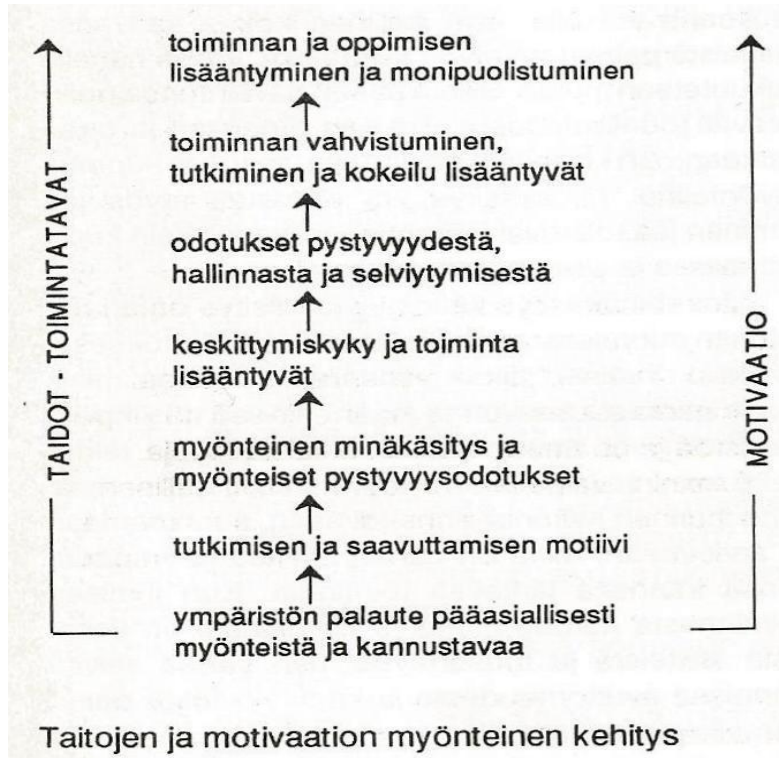 toiminnan ja oppimisen
lisääntyminen ja monipuolistuminen
toiminnan vahvistuminen,
tutkiminen ja kokeilu lisääntyvät
odotukset pystyvyydestä,
hallinnasta ja selviytymisestä
keskittymiskyky ja toiminta
lisääntyvät
myönteinen minäkäsitys ja
myönteiset pystyvyysodotukset
tutkimisen ja saavuttamisen motiivi
ympäristön palaute pääasiallisesti
myönteistä ja kannustavaa
TAIDOT - TOIMINTATAVAT
MOTIVAATIO
Taitojen ja motivaation myönteinen kehitys